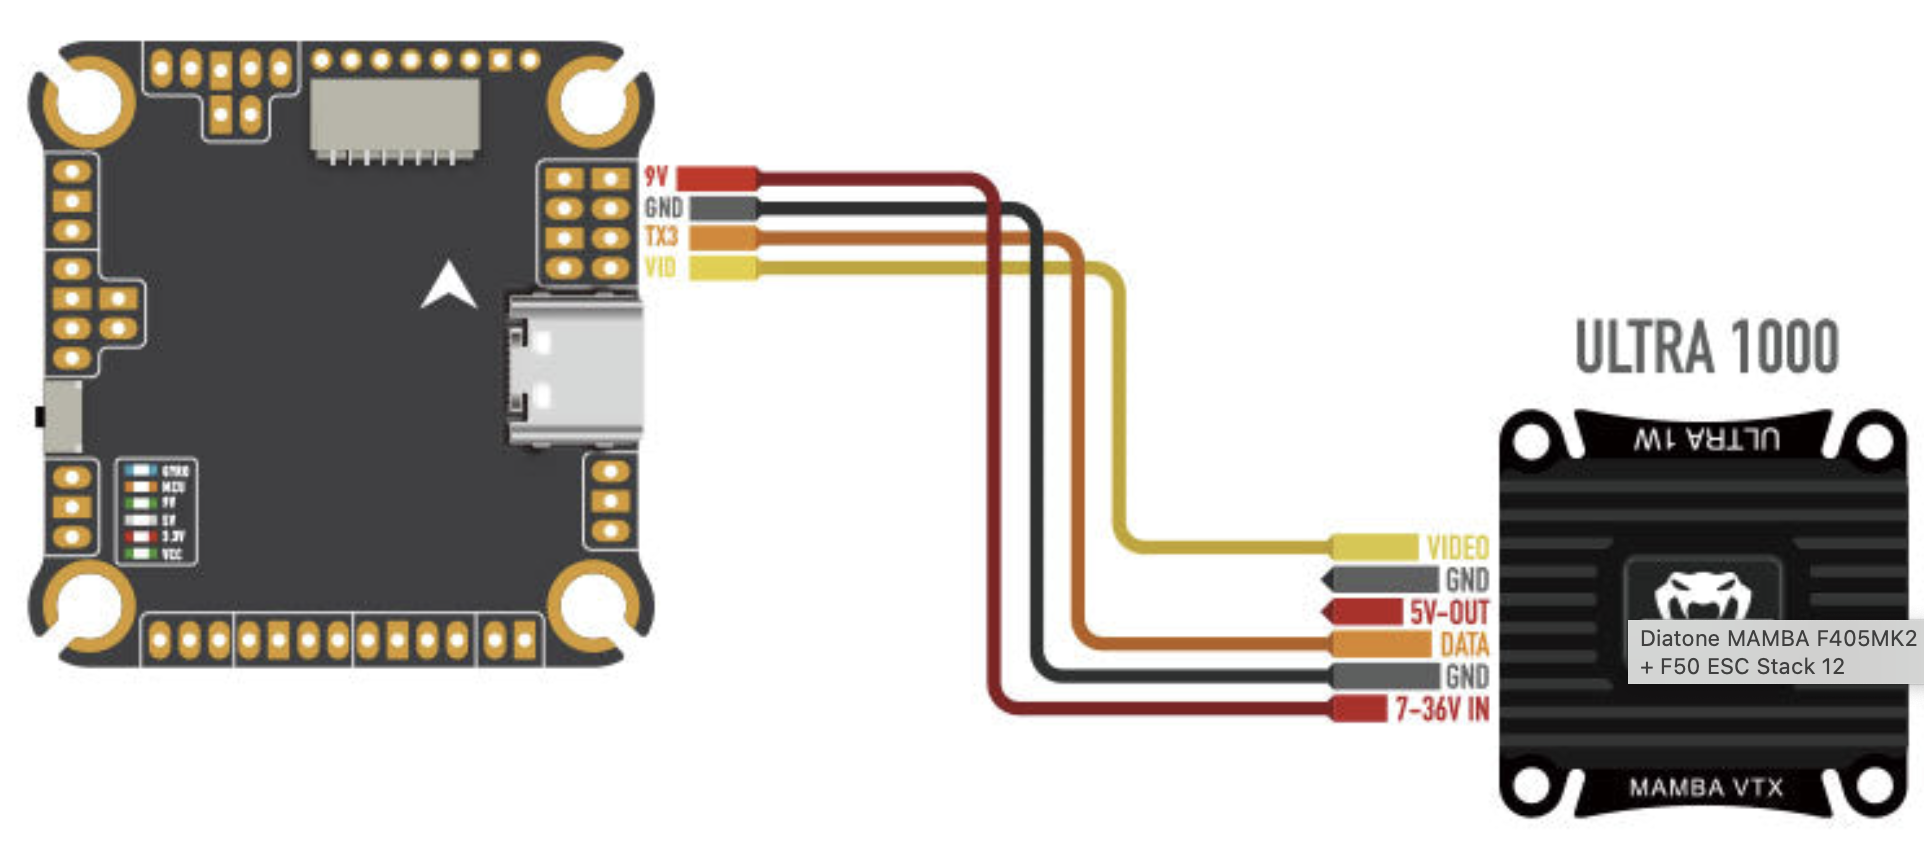 9V
GND
TX3
VID
GYRO
MCU
9V
5V
3.3V
VCC
ULTRA 1000
ULTRA 1W
VIDEO
GND
5V-OUT
DATA
GND
7-36V IN
Diatone MAMBA F405MK2
+ F50 ESC Stack 12
MAMBA VTX